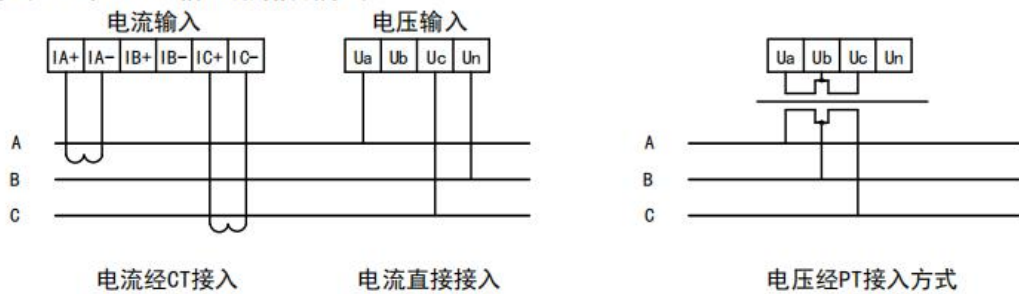 电流输入 电压输入
IA+ IA- IB+ IB- IC+ IC- Ua Ub Uc Un Ua Ub Uc Un
A A
B B
C C
电流经CT接入 电流直接接入 电压经PT接入方式